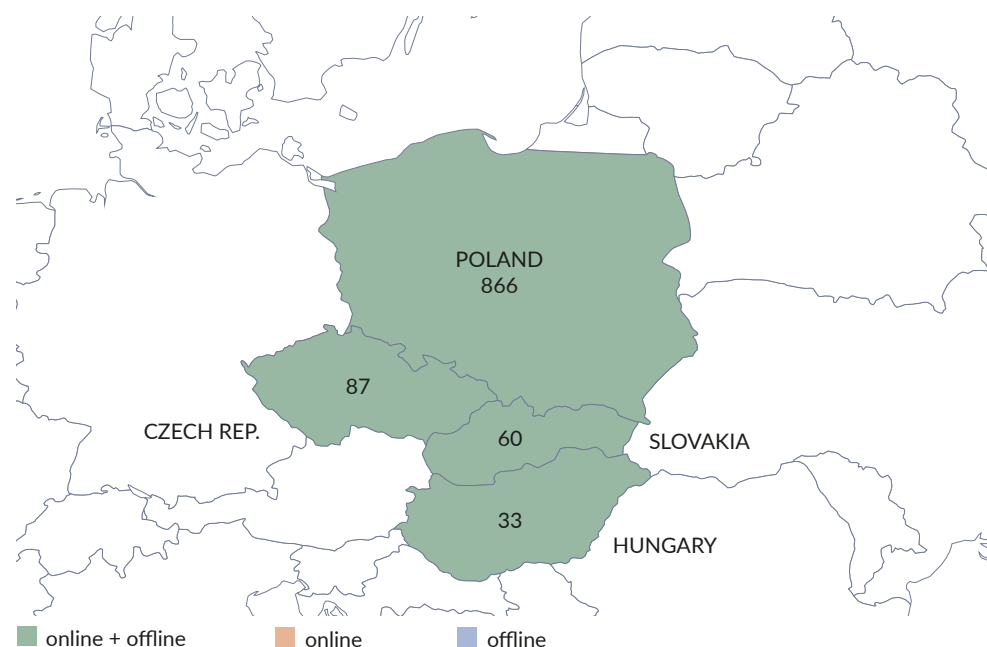 POLAND
866
87
CZECH REP.
60
SLOVAKIA
33
HUNGARY
online + offline
online
offline